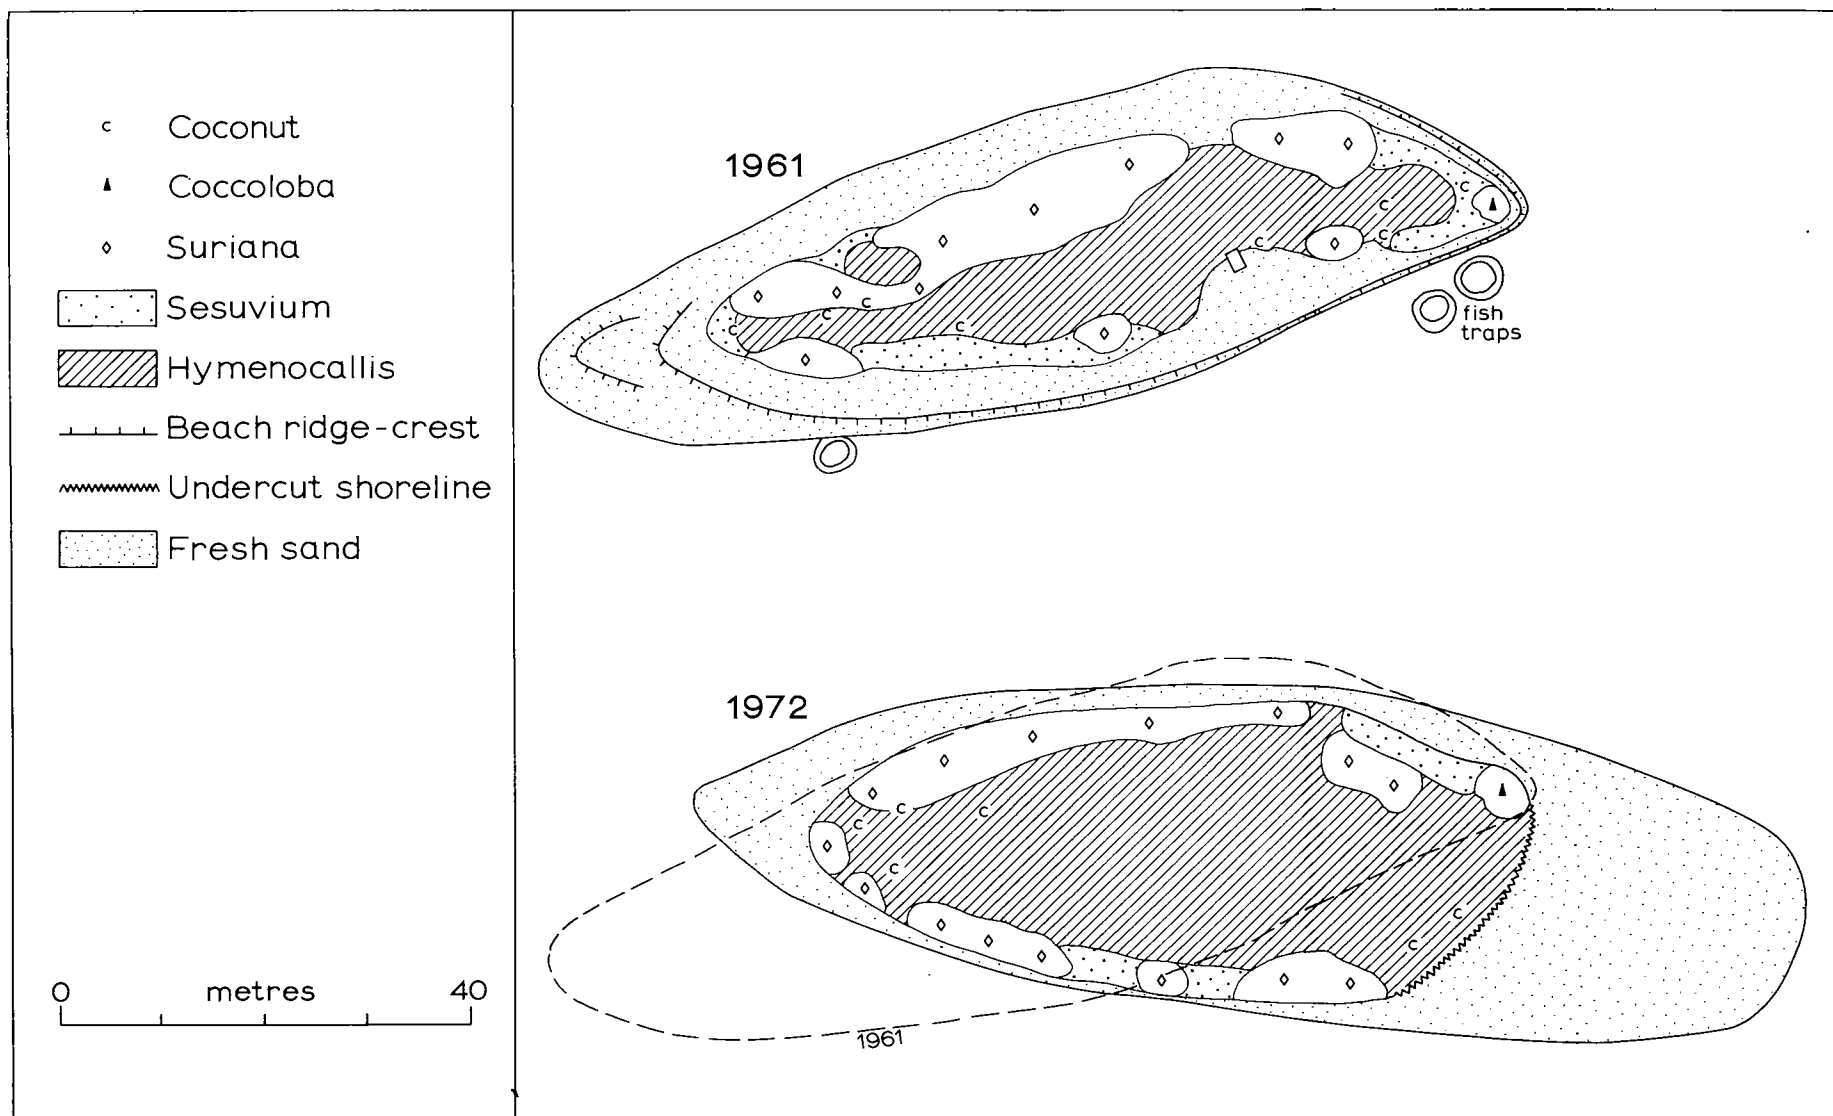 c Coconut
Coccoloba
Suriana
Sesuvium
Hymenocallis
Beach ridge-crest
Undercut shoreline
Fresh sand
0 metres 40
1961
c
c
c
c
c
c
c
c
fish
traps
1972
c
c
c
c
c
c
1961